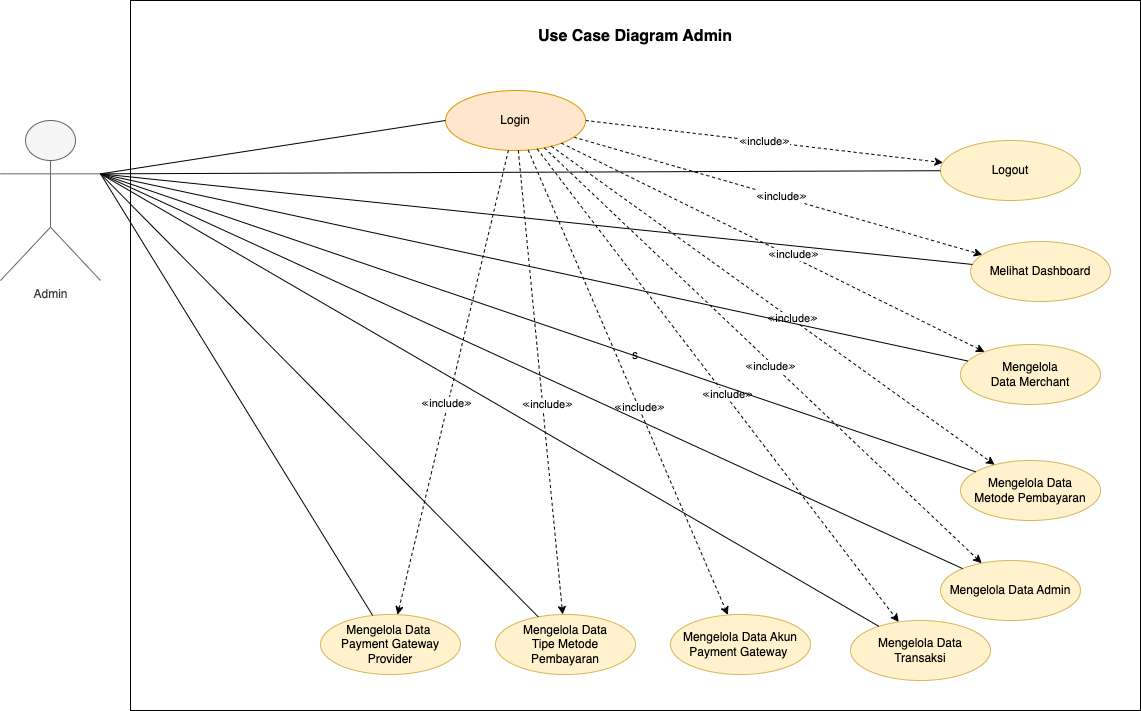 Use Case Diagram Admin
Login
«include»
Logout
«include»
«include»
Melihat Dashboard
Admin
«include»
s
Mengelola
Data Merchant
«include»
«include»
«include»
«include»
«include»
Mengelola Data
Metode Pembayaran
Mengelola Data Admin
Mengelola Data
Payment Gateway
Provider
Mengelola Data
Tipe Metode
Pembayaran
Mengelola Data Akun
Payment Gateway
Mengelola Data
Transaksi